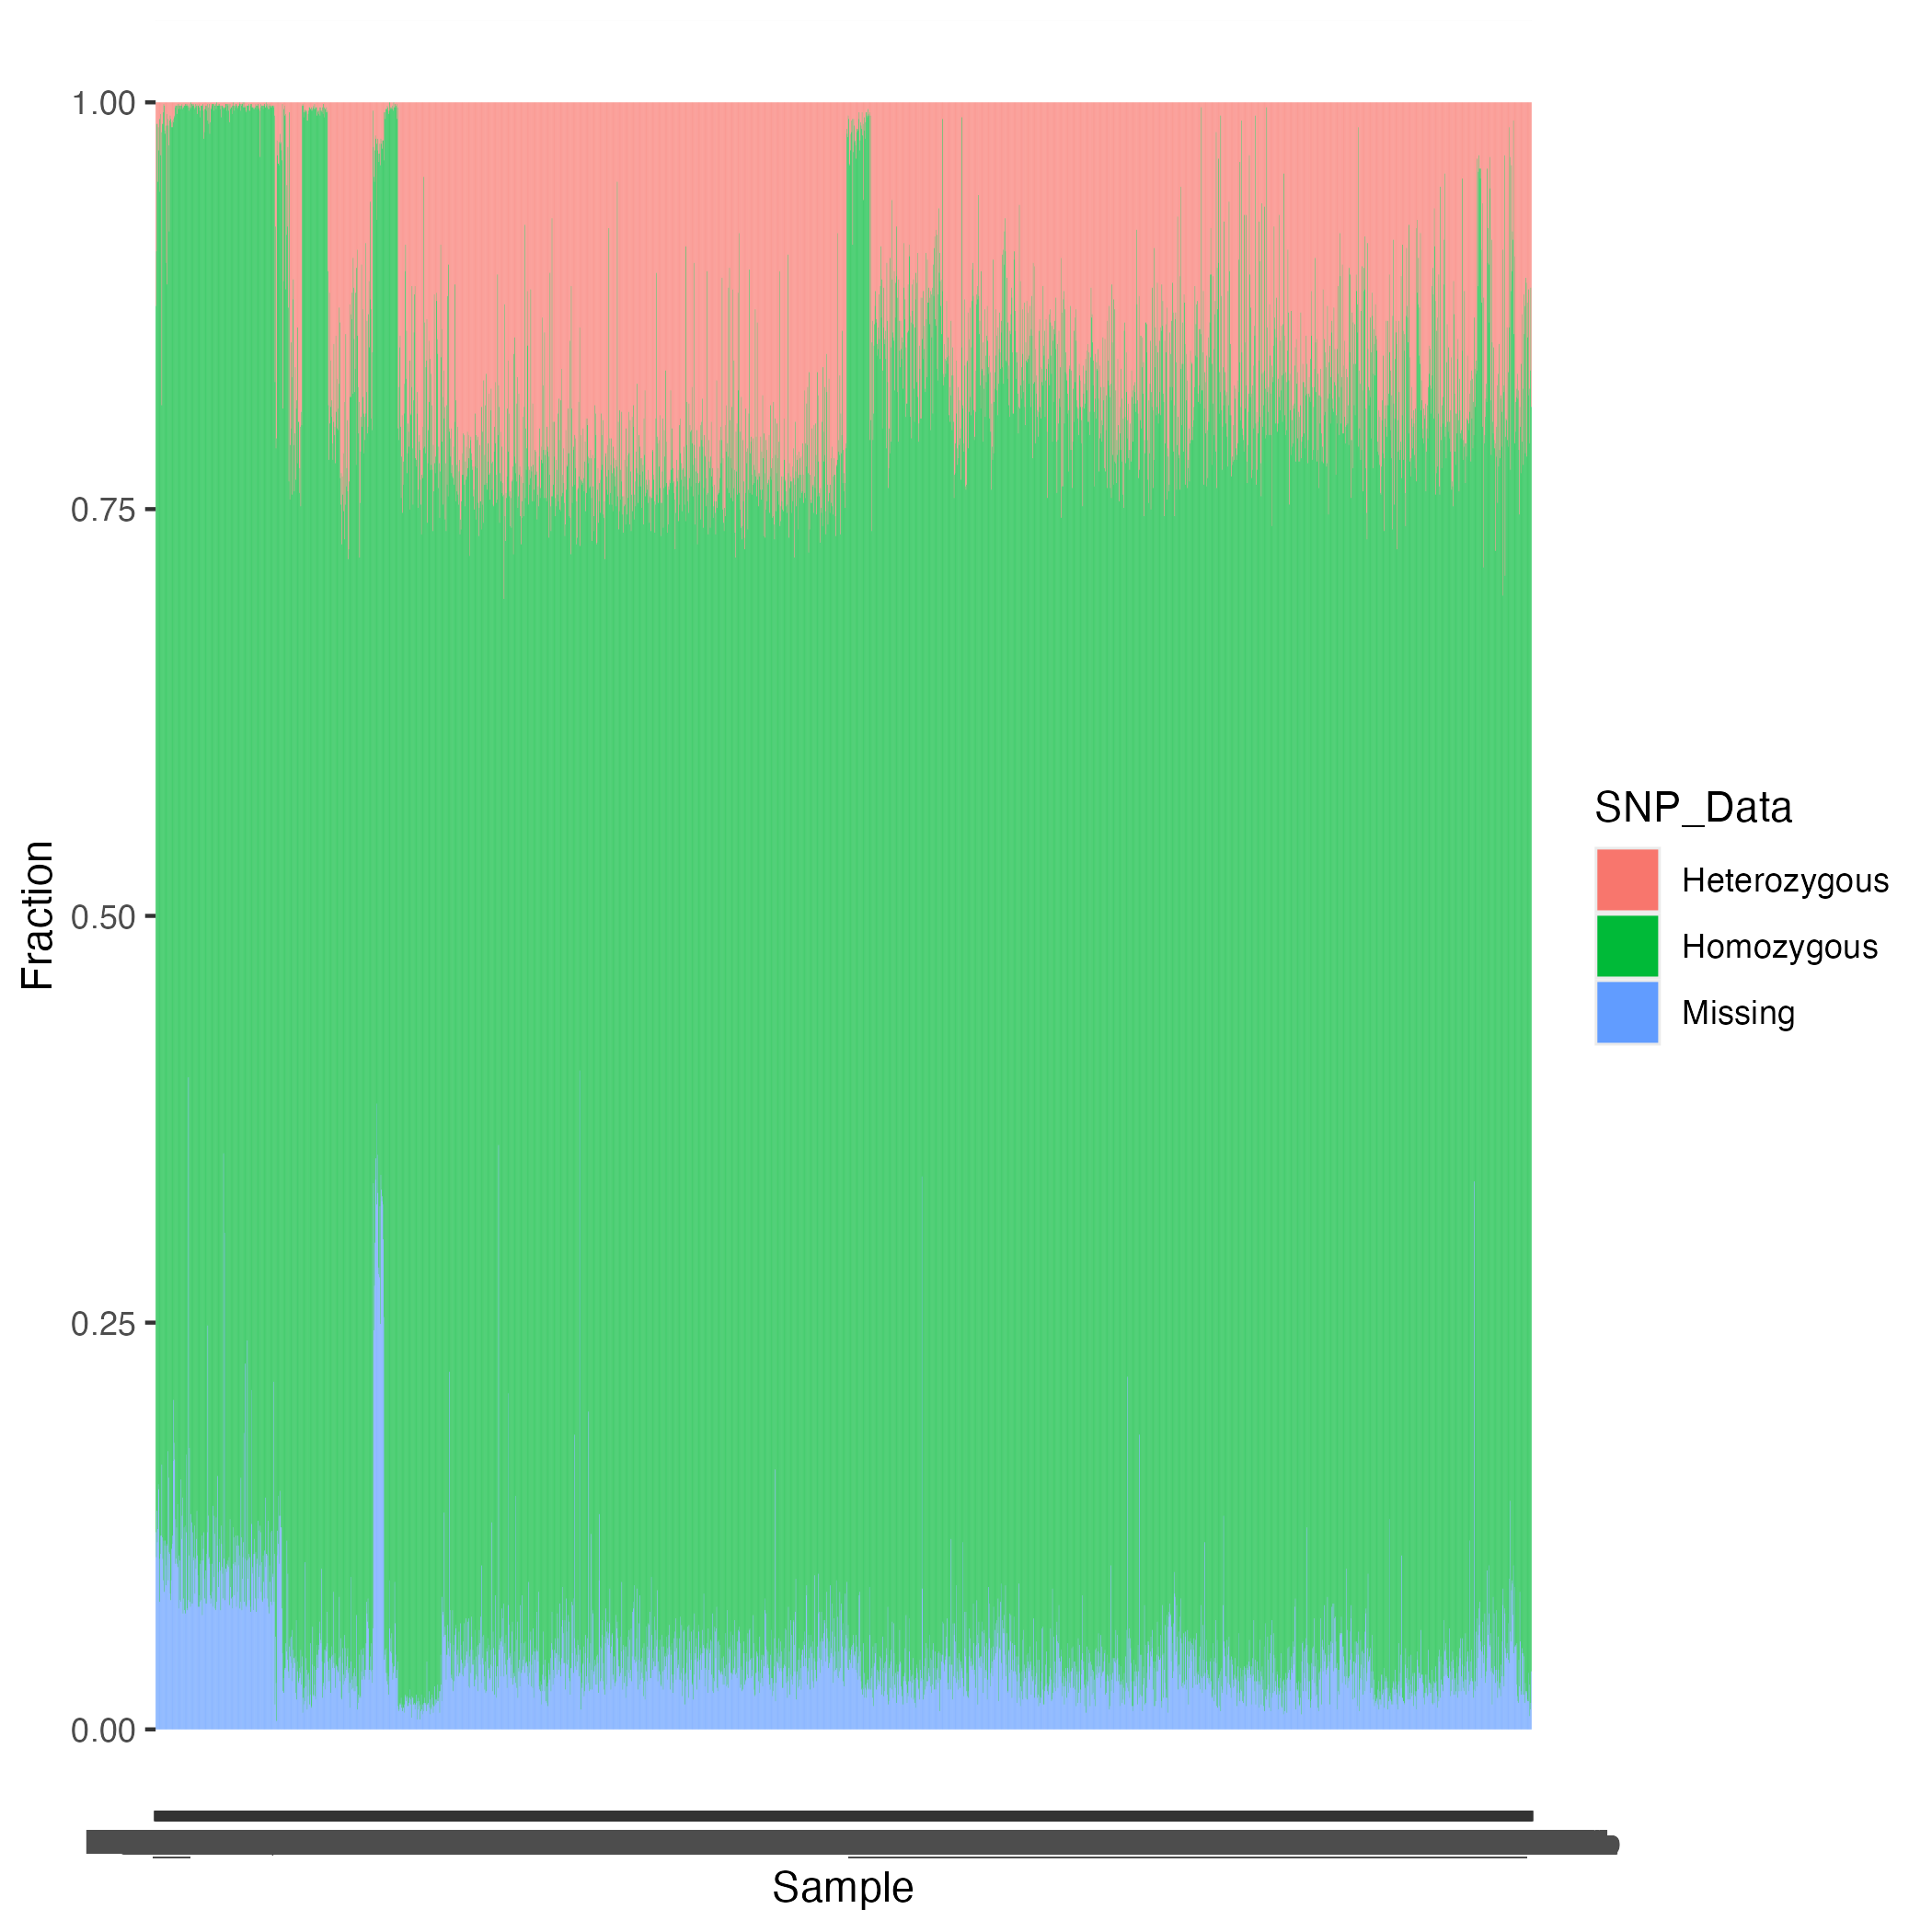 1.00
0.75
0.50
0.25
0.00
Fraction
Sample
SNP_Data
Heterozygous
Homozygous
Missing